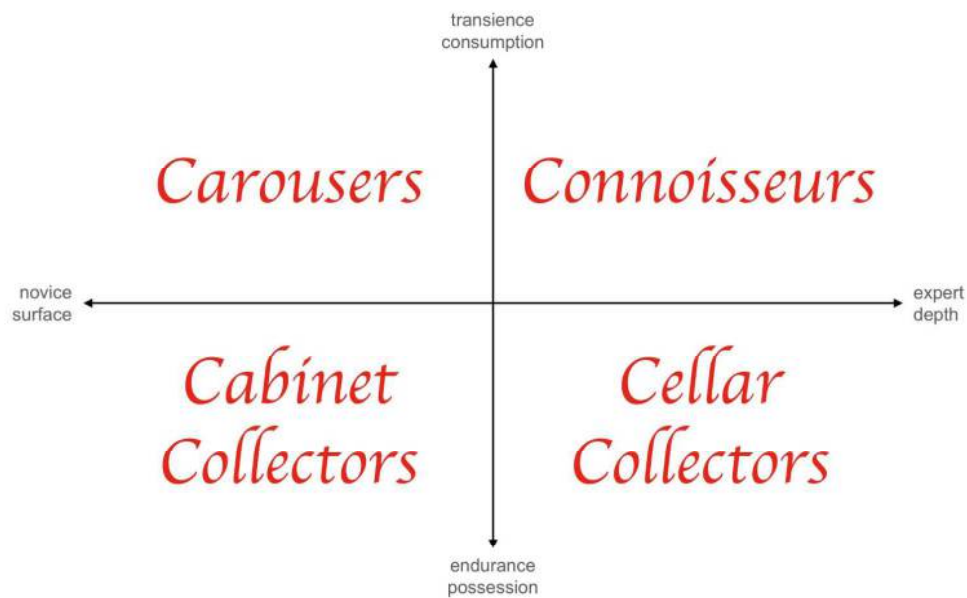 transience
consumption
Carousers
Connoisseurs
novice
surface
expert
depth
Cabinet
Collectors
Cellar
Collectors
endurance
possession